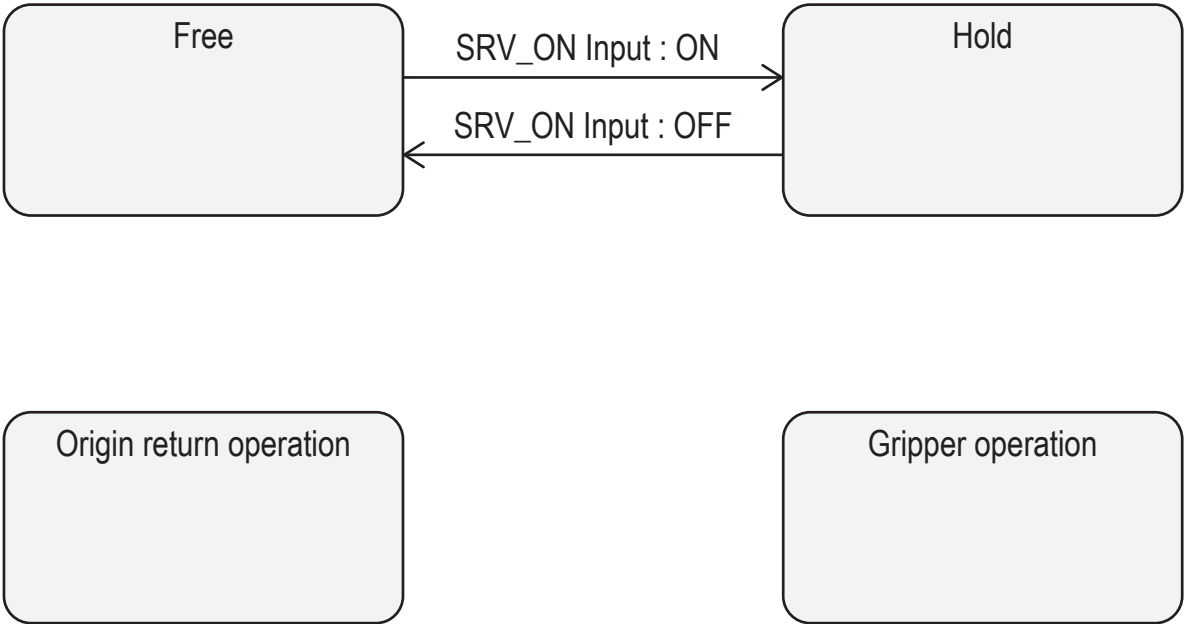 Free
SRV_ON Input : ON
Hold
SRV_ON Input : OFF
Origin return operation
Gripper operation